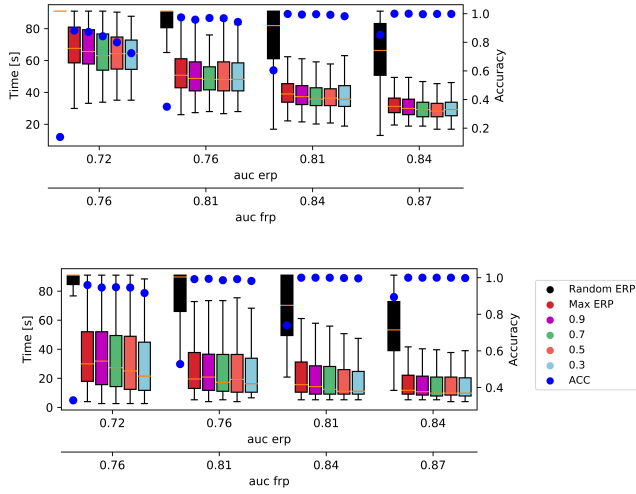 80
60
40
20
Time [s]
1.0
0.8
0.6
0.4
0.2
Accuracy
0.72 0.76 0.81 0.84
auc erp
0.76 0.81 0.84 0.87
auc frp
80
60
40
20
0
Time [s]
1.0
0.8
0.6
0.4
Accuracy
0.72 0.76 0.81 0.84
auc erp
0.76 0.81 0.84 0.87
auc frp
Random ERP
Max ERP
0.9
0.7
0.5
0.3
ACC